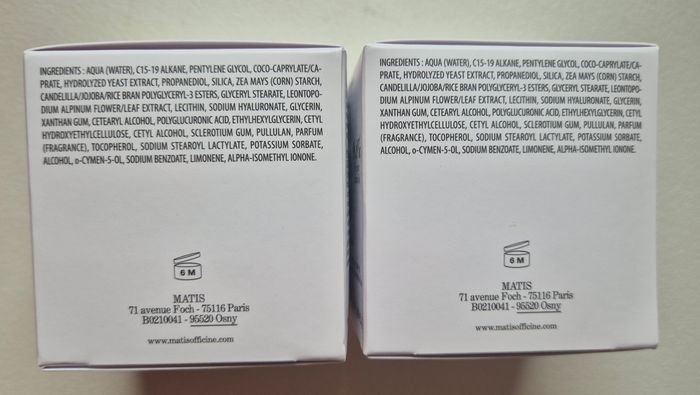 INGREDIENTS : AQUA (WATER), C15-19 ALKANE, PENTYLENE GLYCOL, COCO-CAPRYLATE/CA-
PRATE, HYDROLYZED YEAST EXTRACT, PROPANEDIOL, SILICA, ZEA MAYS (CORN) STARCH,
CANDELILLA/JOJOBA/RICE BRAN POLYGLYCERYL-3 ESTERS, GLYCERYL STEARATE, LEONTOPO-
DIUM ALPINUM FLOWER/LEAF EXTRACT, LECITHIN, SODIUM HYALURONATE, GLYCERIN,
XANTHAN GUM, CETEARYL ALCOHOL, POLYGLUCURONIC ACID, ETHYLHEXYLGLYCERIN, CETYL
HYDROXYETHYLCELLULOSE, CETYL ALCOHOL, SCLEROTIUM GUM, PULLULAN, PARFUM
(FRAGRANCE), TOCOPHEROL, SODIUM STEAROYL LACTYLATE, POTASSIUM SORBATE,
ALCOHOL, o-CYMEN-5-OL, SODIUM BENZOATE, LIMONENE, ALPHA-ISOMETHYL IONONE.
6 M
MATIS
71 avenue Foch - 75116 Paris
B0210041 - 95520 Osny
www.matisofficine.com
INGREDIENTS : AQUA (WATER), C15-19 ALKANE, PENTYLENE GLYCOL, COCO-CAPRYLATE/CA-
PRATE, HYDROLYZED YEAST EXTRACT, PROPANEDIOL, SILICA, ZEA MAYS (CORN) STARCH,
CANDELILLA/JOJOBA/RICE BRAN POLYGLYCERYL-3 ESTERS, GLYCERYL STEARATE, LEONTOPO-
DIUM ALPINUM FLOWER/LEAF EXTRACT, LECITHIN, SODIUM HYALURONATE, GLYCERIN,
XANTHAN GUM, CETEARYL ALCOHOL, POLYGLUCURONIC ACID, ETHYLHEXYLGLYCERIN, CETYL
HYDROXYETHYLCELLULOSE, CETYL ALCOHOL, SCLEROTIUM GUM, PULLULAN, PARFUM
(FRAGRANCE), TOCOPHEROL, SODIUM STEAROYL LACTYLATE, POTASSIUM SORBATE,
ALCOHOL, o-CYMEN-5-OL, SODIUM BENZOATE, LIMONENE, ALPHA-ISOMETHYL IONONE.
6 M
MATIS
71 avenue Foch - 75116 Paris
B0210041 - 95520 Osny
www.matisofficine.com